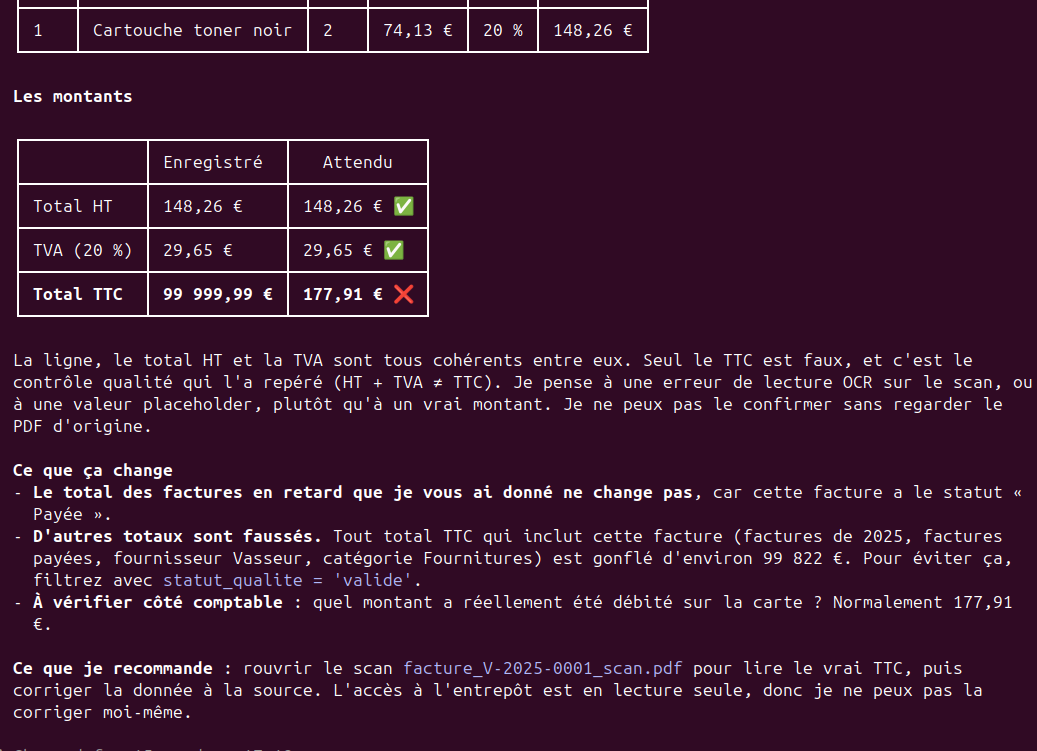 1 Cartouche toner noir 2 74,13 € 20 % 148,26 €
Les montants
Enregistré Attendu
Total HT 148,26 € 148,26 € ✅
TVA (20 %) 29,65 € 29,65 € ✅
Total TTC 99 999,99 € 177,91 € ❌
La ligne, le total HT et la TVA sont tous cohérents entre eux. Seul le TTC est faux, et c'est le
contrôle qualité qui l'a repéré (HT + TVA ≠ TTC). Je pense à une erreur de lecture OCR sur le scan, ou
à une valeur placeholder, plutôt qu'à un vrai montant. Je ne peux pas le confirmer sans regarder le
PDF d'origine.
Ce que ça change
- Le total des factures en retard que je vous ai donné ne change pas, car cette facture a le statut «
Payée ».
- D'autres totaux sont faussés. Tout total TTC qui inclut cette facture (factures de 2025, factures
payées, fournisseur Vasseur, catégorie Fournitures) est gonflé d'environ 99 822 €. Pour éviter ça,
filtrez avec statut_qualite = 'valide'.
- À vérifier côté comptable : quel montant a réellement été débité sur la carte ? Normalement 177,91
€.
Ce que je recommande : rouvrir le scan facture_V-2025-0001_scan.pdf pour lire le vrai TTC, puis
corriger la donnée à la source. L'accès à l'entrepôt est en lecture seule, donc je ne peux pas la
corriger moi-même.